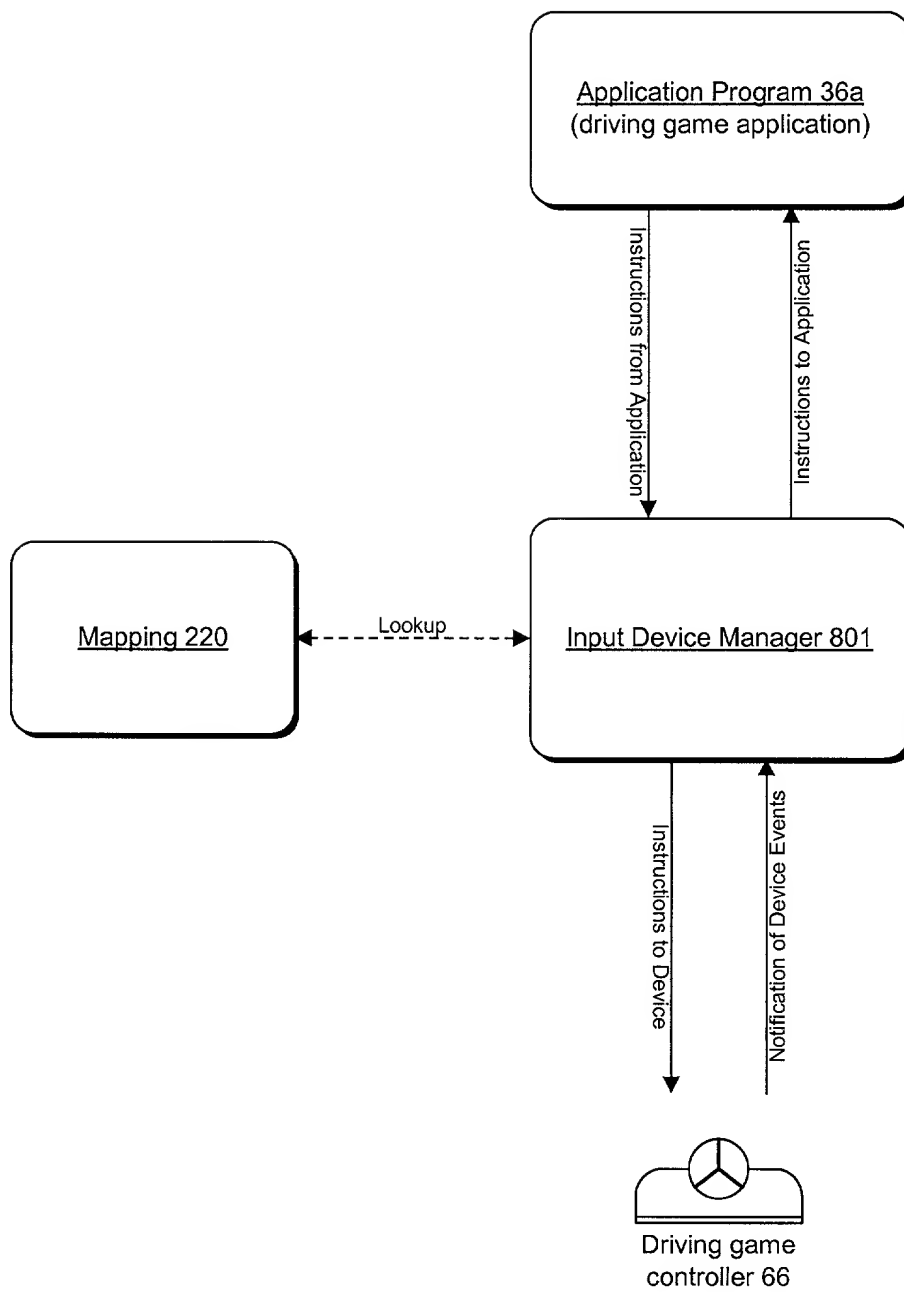 Application Program 36a
(driving game application)
Instructions from Application
Instructions to Application
Mapping 220
Lookup
Input Device Manager 801
Instructions to Device
Notification of Device Events
Driving game
controller 66